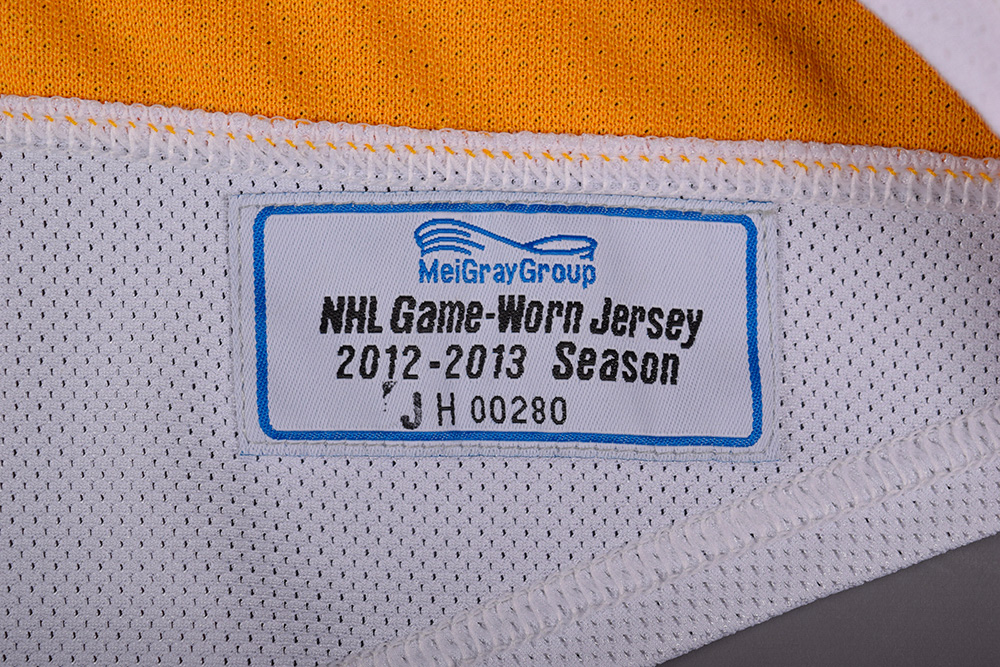 MeiGrayGroup
NHL Game-Worn Jersey
2012-2013 Season
J H 00280